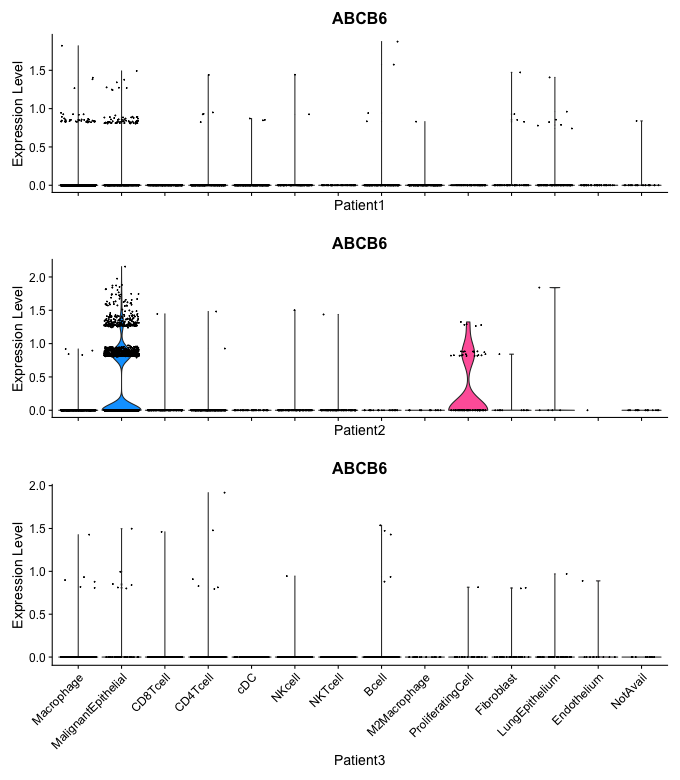 ABCB6
Expression Level
1.5
1.0
0.5
0.0
Patient1
ABCB6
Expression Level
2.0
1.5
1.0
0.5
0.0
Patient2
ABCB6
Expression Level
2.0
1.5
1.0
0.5
0.0
Macrophage
MalignantEpithelial
CD8Tcell
CD4Tcell
cDC
NKcell
NKTcell
Bcell
M2Macrophage
ProliferatingCell
Fibroblast
LungEpithelium
Endothelium
NotAvail
Patient3